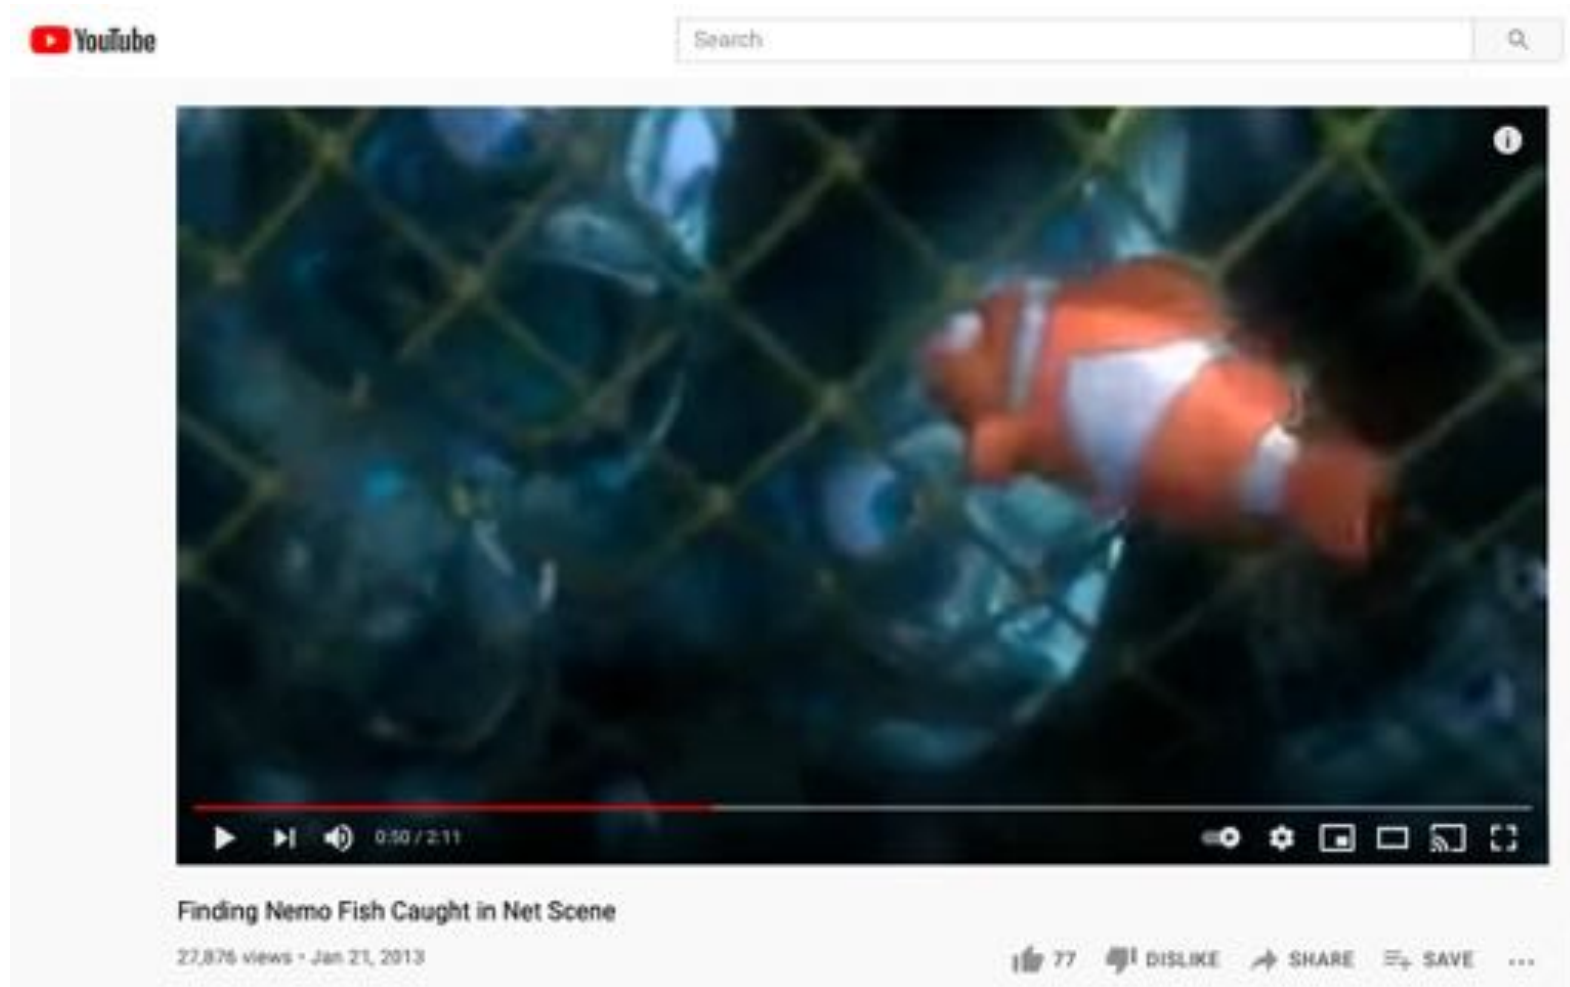 YouTube
Search
0:50 / 2:11
Finding Nemo Fish Caught in Net Scene
27,876 views • Jan 21, 2013
77 DISLIKE SHARE SAVE